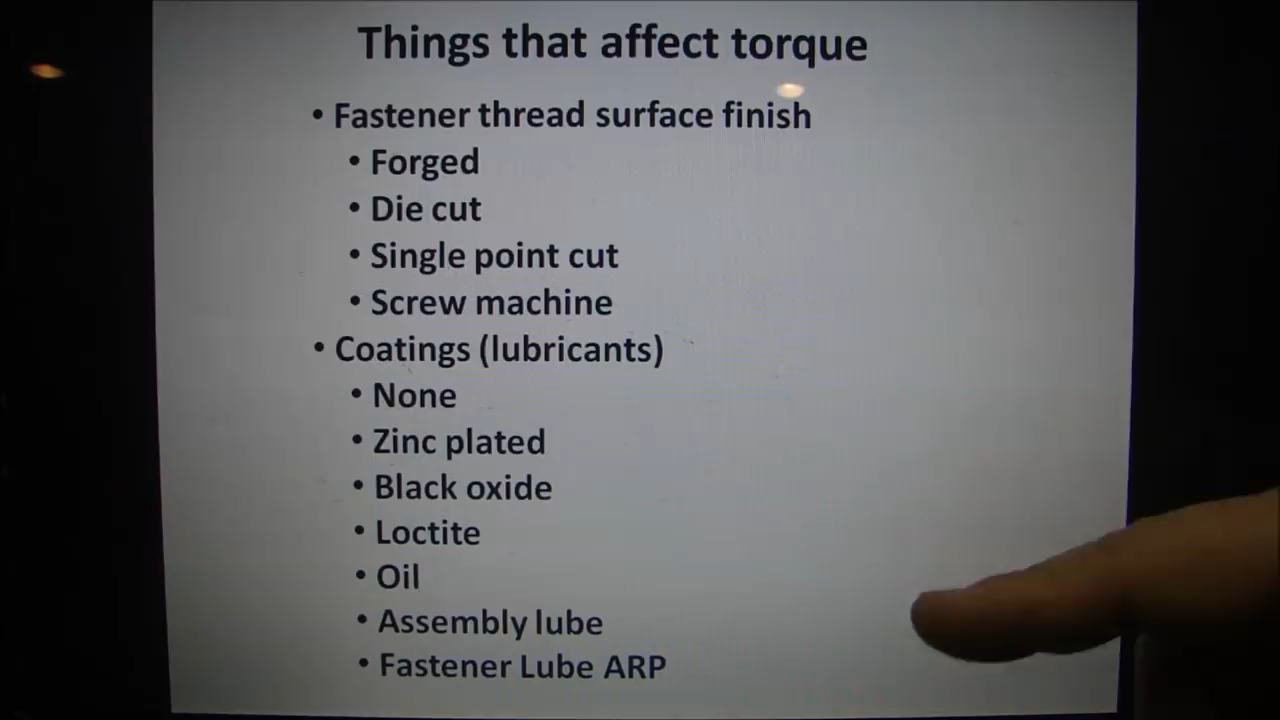 Things that affect torque
• Fastener thread surface finish
• Forged
• Die cut
• Single point cut
• Screw machine
• Coatings (lubricants)
• None
• Zinc plated
• Black oxide
• Loctite
• Oil
• Assembly lube
• Fastener Lube ARP